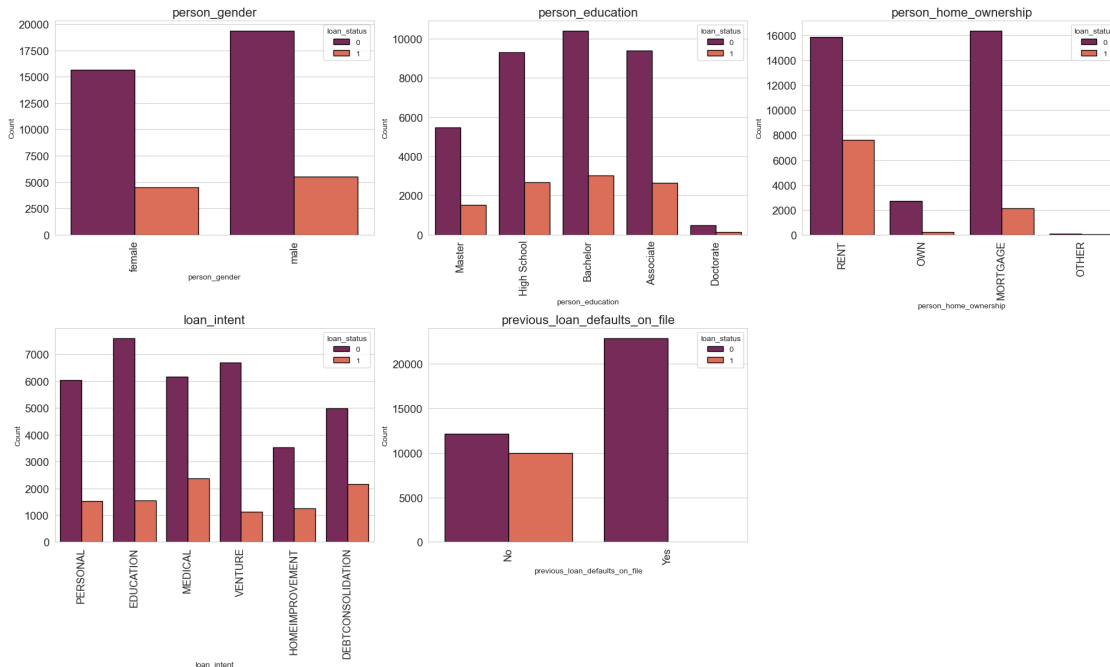 person_gender
20000
17500
15000
12500
10000
7500
5000
2500
0
Count
loan_status
0
1
female
male
person_gender
person_education
10000
8000
6000
4000
2000
0
Count
loan_status
0
1
Master
High School
Bachelor
Associate
Doctorate
person_education
person_home_ownership
16000
14000
12000
10000
8000
6000
4000
2000
0
Count
loan_status
0
1
RENT
OWN
MORTGAGE
OTHER
person_home_ownership
loan_intent
7000
6000
5000
4000
3000
2000
1000
0
Count
loan_status
0
1
PERSONAL
EDUCATION
MEDICAL
VENTURE
HOMEIMPROVEMENT
DEBTCONSOLIDATION
loan_intent
previous_loan_defaults_on_file
20000
15000
10000
5000
0
Count
loan_status
0
1
No
Yes
previous_loan_defaults_on_file